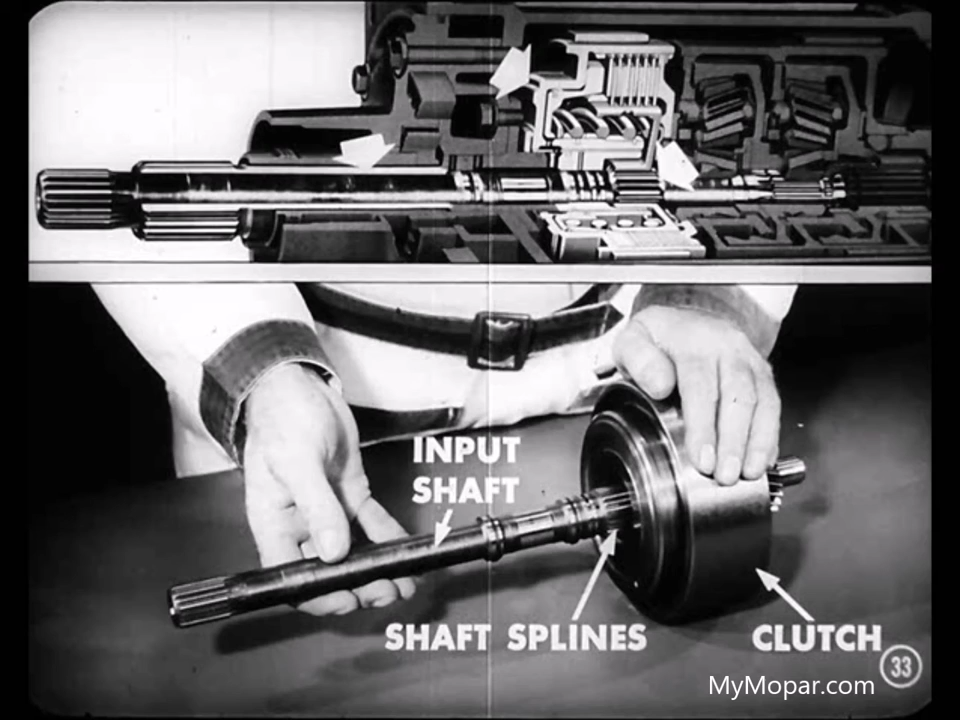 INPUT
SHAFT
SHAFT SPLINES
CLUTCH
33
MyMopar.com